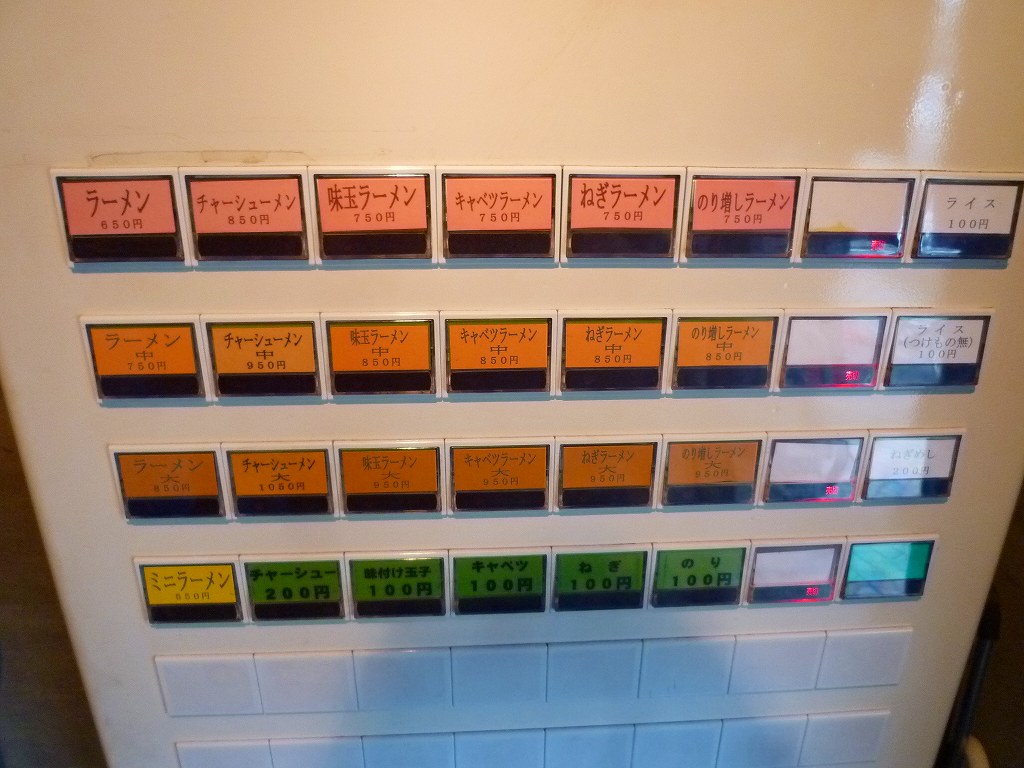 ラーメン
650円
チャーシューメン
850円
味玉ラーメン
750円
キャベツラーメン
750円
ねぎラーメン
750円
のり増しラーメン
750円
売切
ライス
100円
ラーメン
中
750円
チャーシューメン
中
950円
味玉ラーメン
中
850円
キャベツラーメン
中
850円
ねぎラーメン
中
850円
のり増しラーメン
中
850円
売切
ライス
(つけもの無)
100円
ラーメン
大
850円
チャーシューメン
大
1050円
味玉ラーメン
大
950円
キャベツラーメン
大
950円
ねぎラーメン
大
950円
のり増しラーメン
大
950円
売切
ねぎめし
200円
ミニラーメン
550円
チャーシュー
200円
味付け玉子
100円
キャベツ
100円
ねぎ
100円
のり
100円
売切